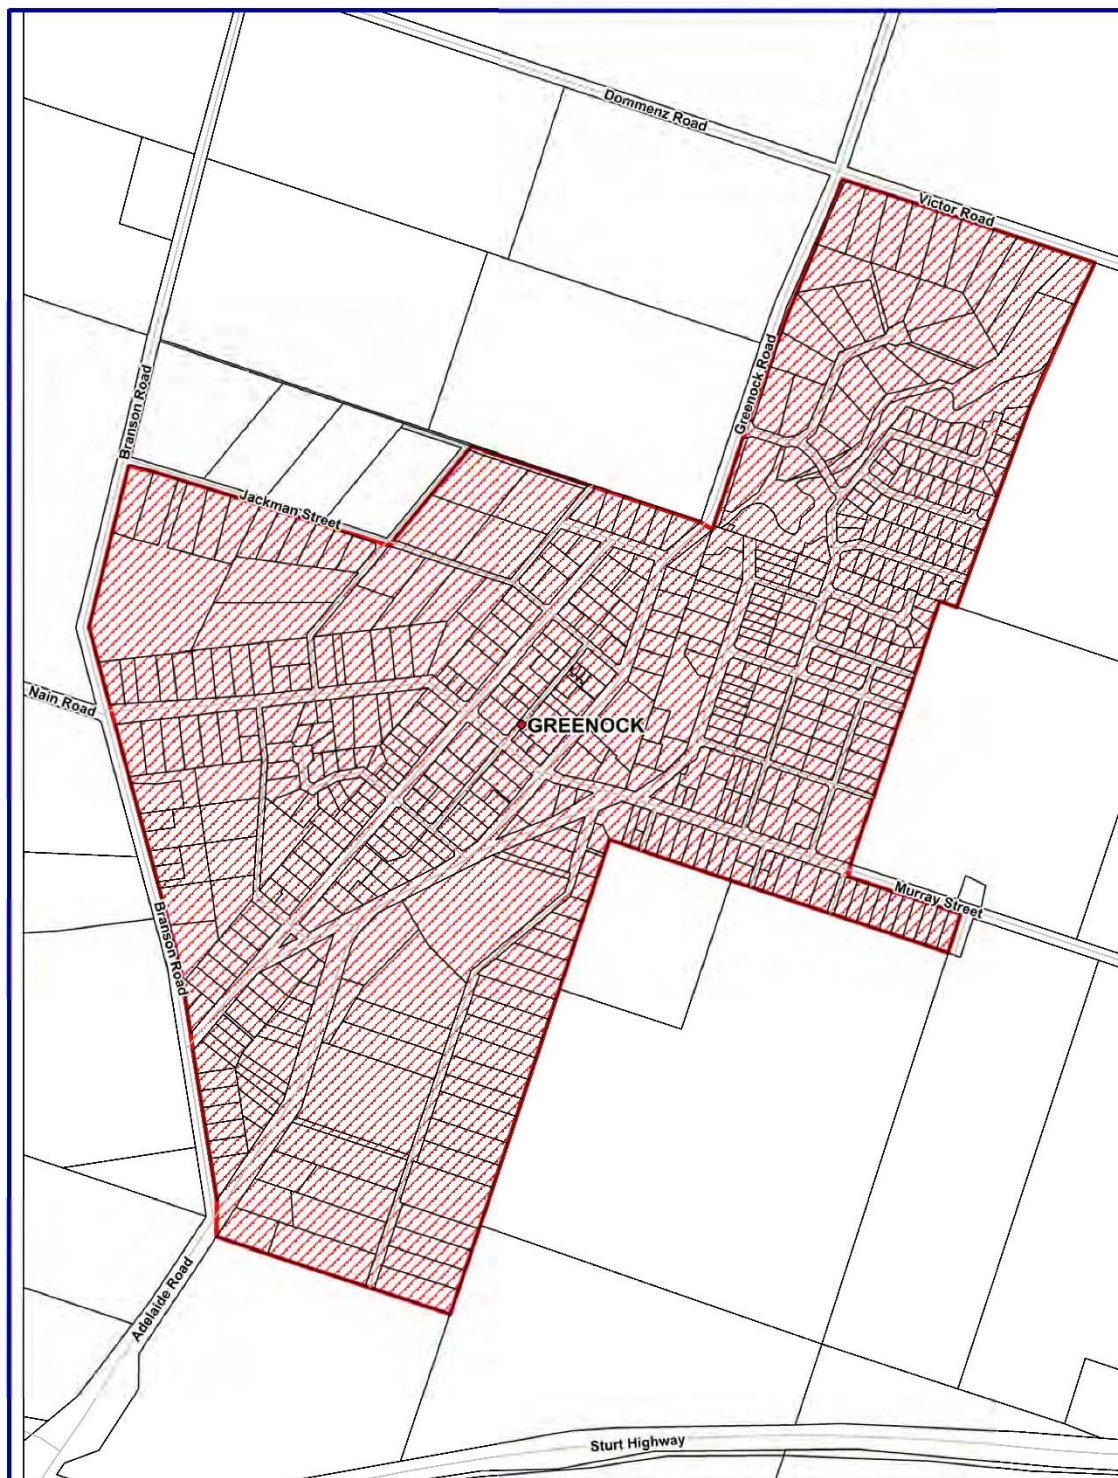 Dommenz Road
Victor Road
Greenock Road
Branson Road
Jackman Street
Nain Road
GREENOCK
Murray Street
Branson Road
Adelaide Road
Sturt Highway